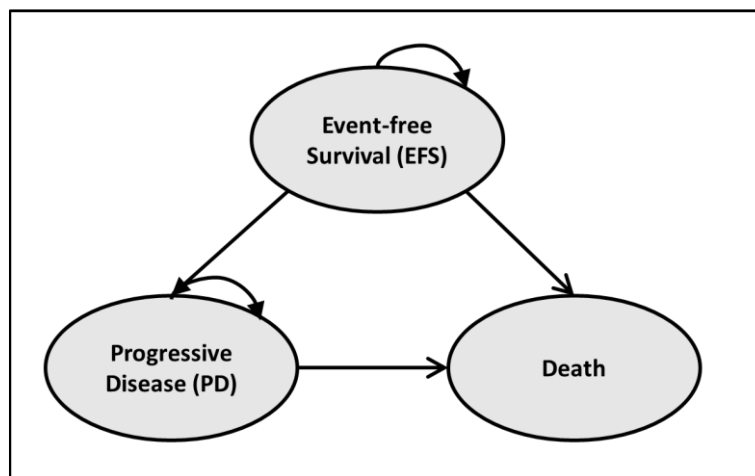 Event-free
Survival (EFS)
Progressive
Disease (PD)
Death